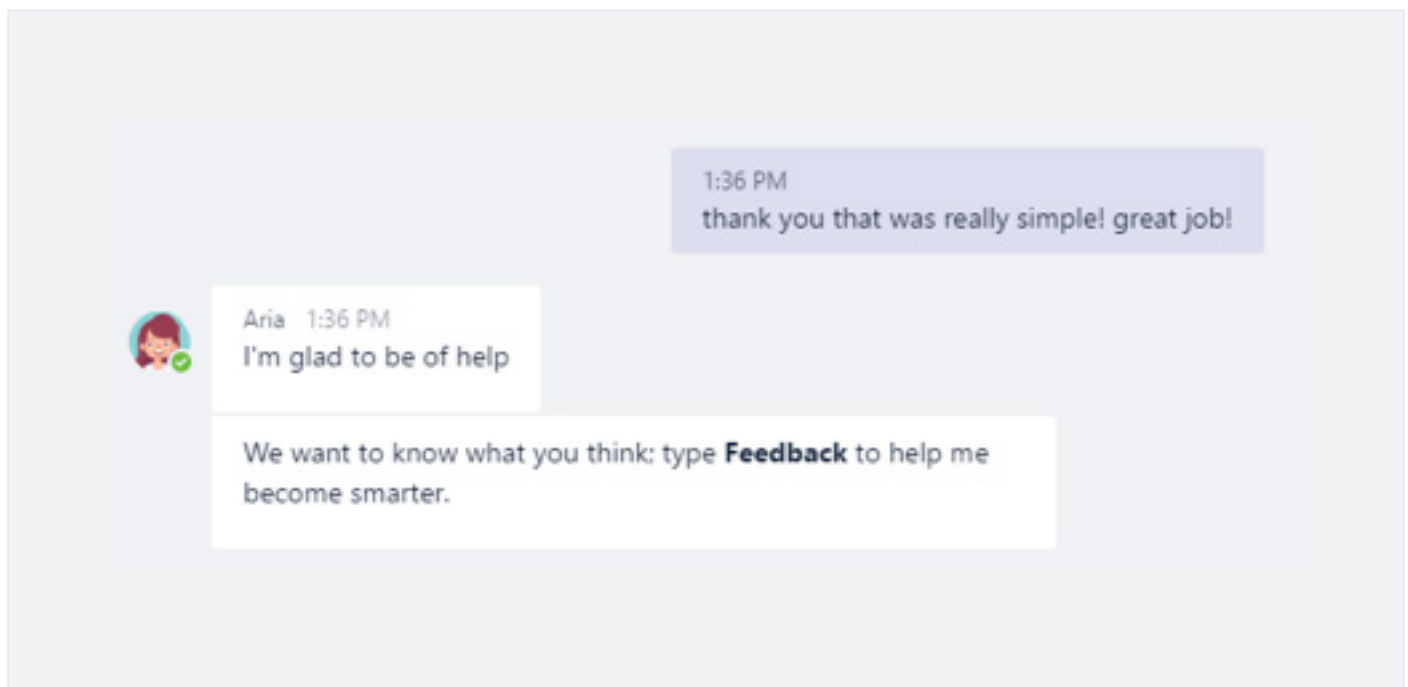 1:36 PM
thank you that was really simple! great job!
Aria 1:36 PM
I'm glad to be of help
We want to know what you think: type Feedback to help me
become smarter.